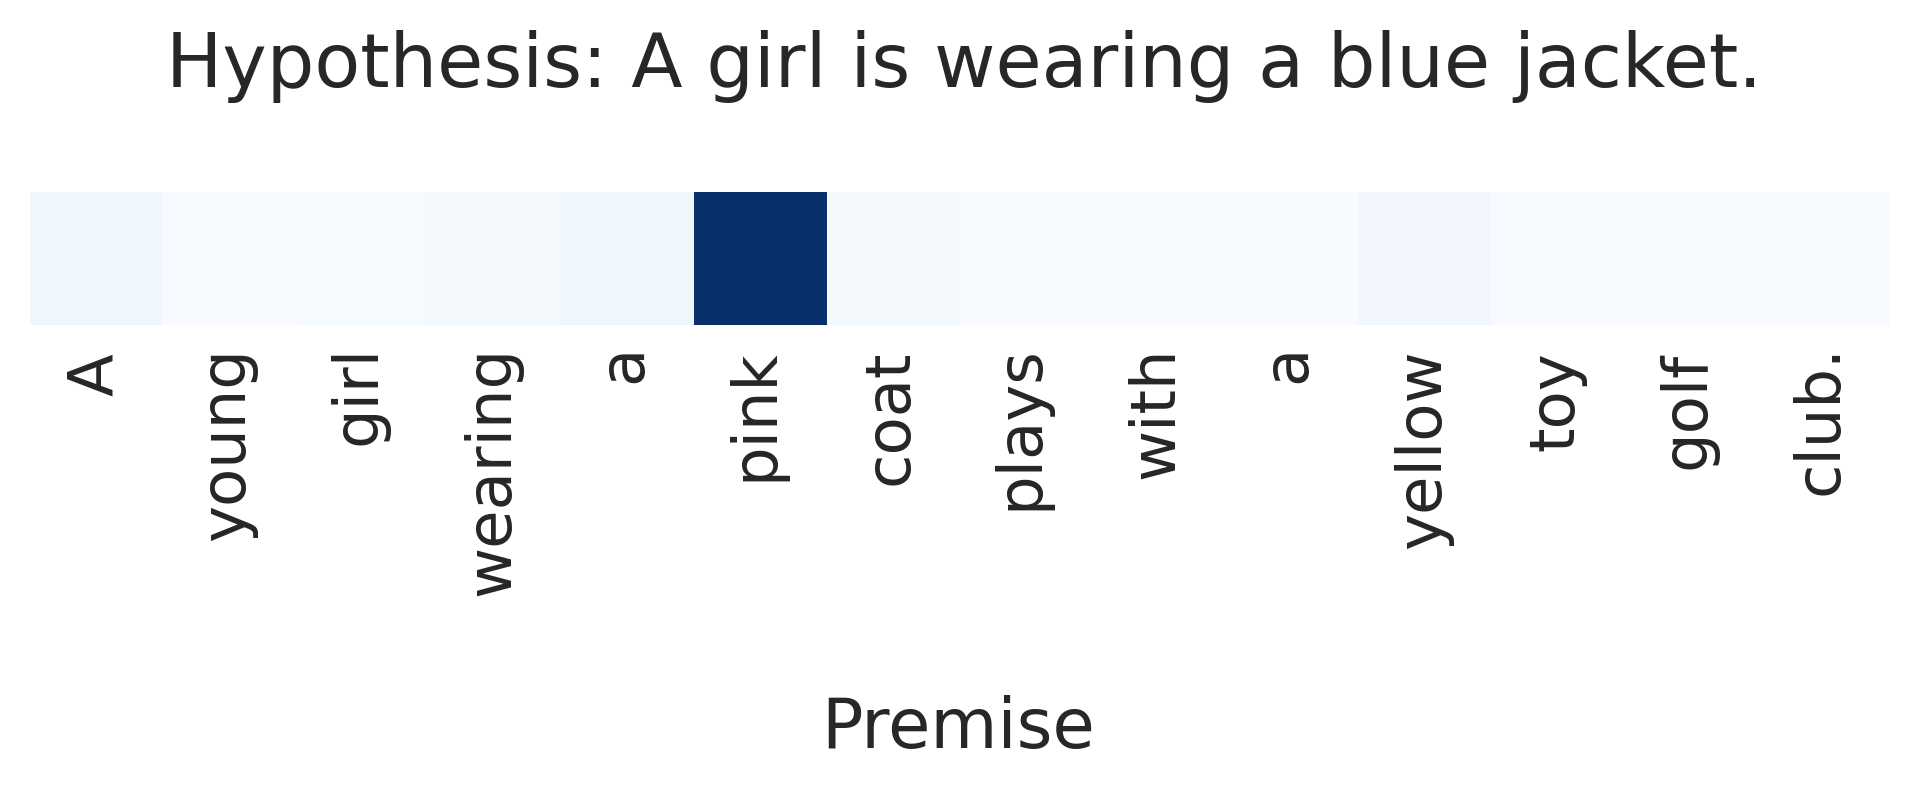 Hypothesis: A girl is wearing a blue jacket.
A
young
girl
wearing
a
pink
coat
plays
with
a
yellow
toy
golf
club.
Premise